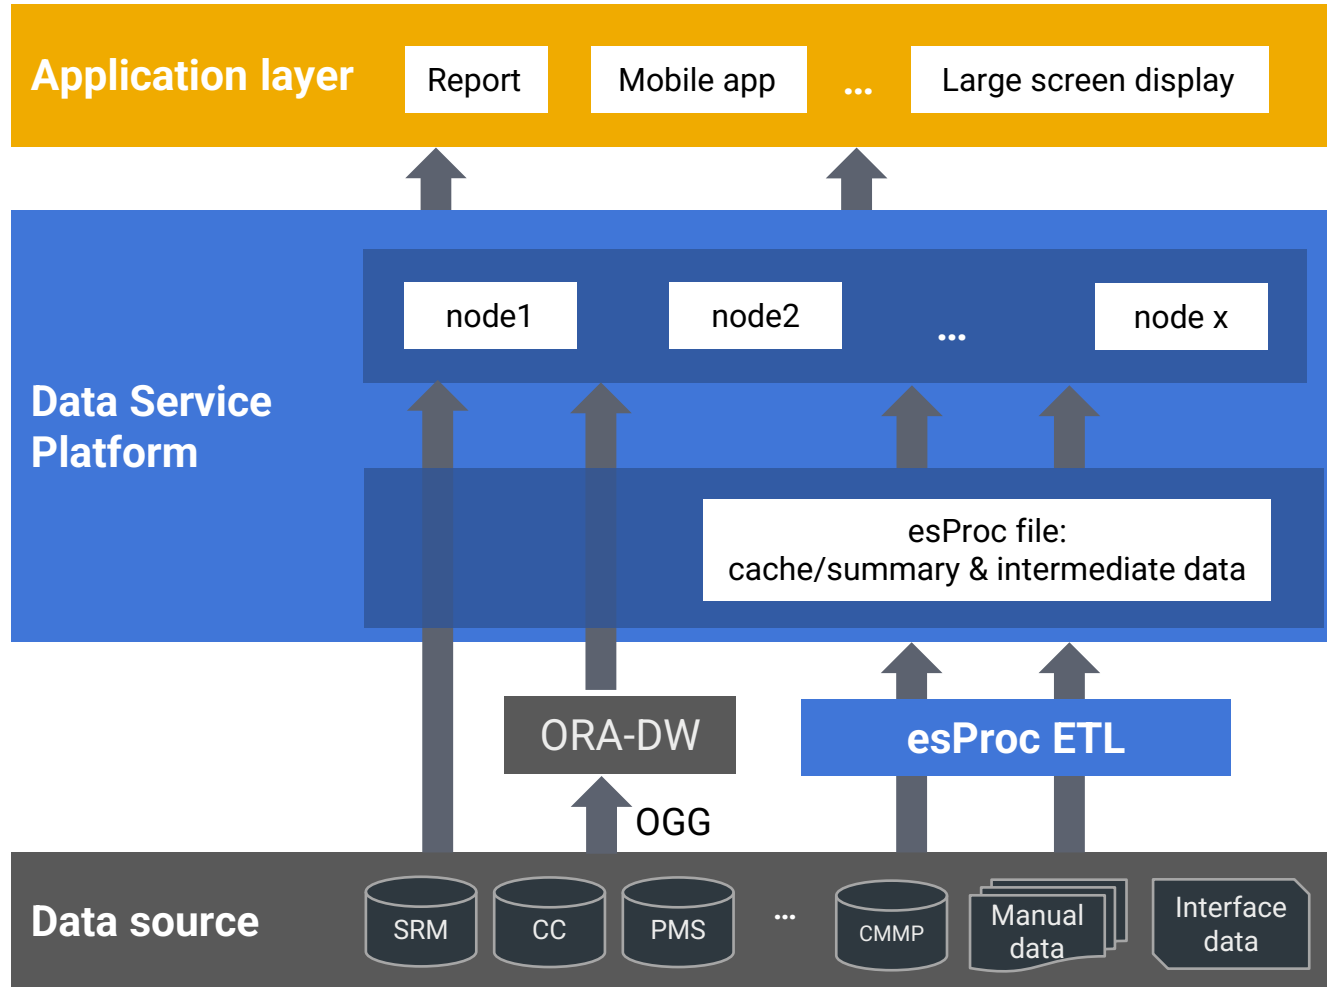 Application layer
Report
Mobile app
...
Large screen display
node1
node2
...
node x
Data Service
Platform
esProc file:
cache/summary & intermediate data
ORA-DW
esProc ETL
OGG
Data source
SRM
CC
PMS
...
CMMP
Manual
data
Interface
data